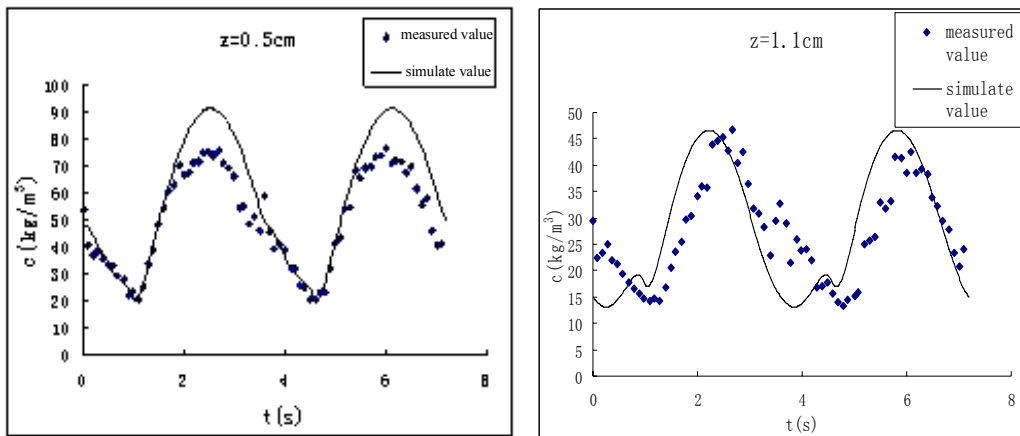 z=0.5cm
measured value
simulate value
100
90
80
70
60
50
40
30
20
10
0
c(kg/m³)
0 2 4 6 8
t(s)
z=1.1cm
measured
value
simulate
value
50
45
40
35
30
25
20
15
10
5
0
c(kg/m³)
0 2 4 6 8
t(s)